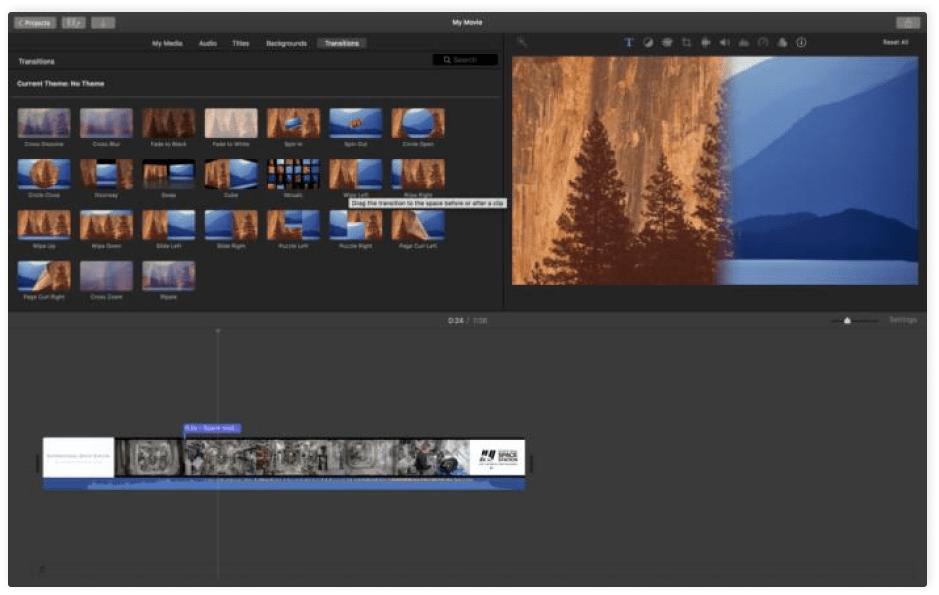 Projects
My Movie
My Media Audio Titles Backgrounds Transitions
Reset All
Transitions
Search
Current Theme: No Theme
Cross Dissolve Cross Blur Fade to Black Fade to White Spin In Spin Out Circle Open
Circle Close Doorway Swap Cube Mosaic Wipe Left Wipe Right
Drag the transition to the space before or after a clip
Wipe Up Wipe Down Slide Left Slide Right Puzzle Left Puzzle Right Page Curl Left
Page Curl Right Cross Zoom Ripple
0:24 / 1:08
Settings
INTERNATIONAL SPACE STATION
SPACE
STATION